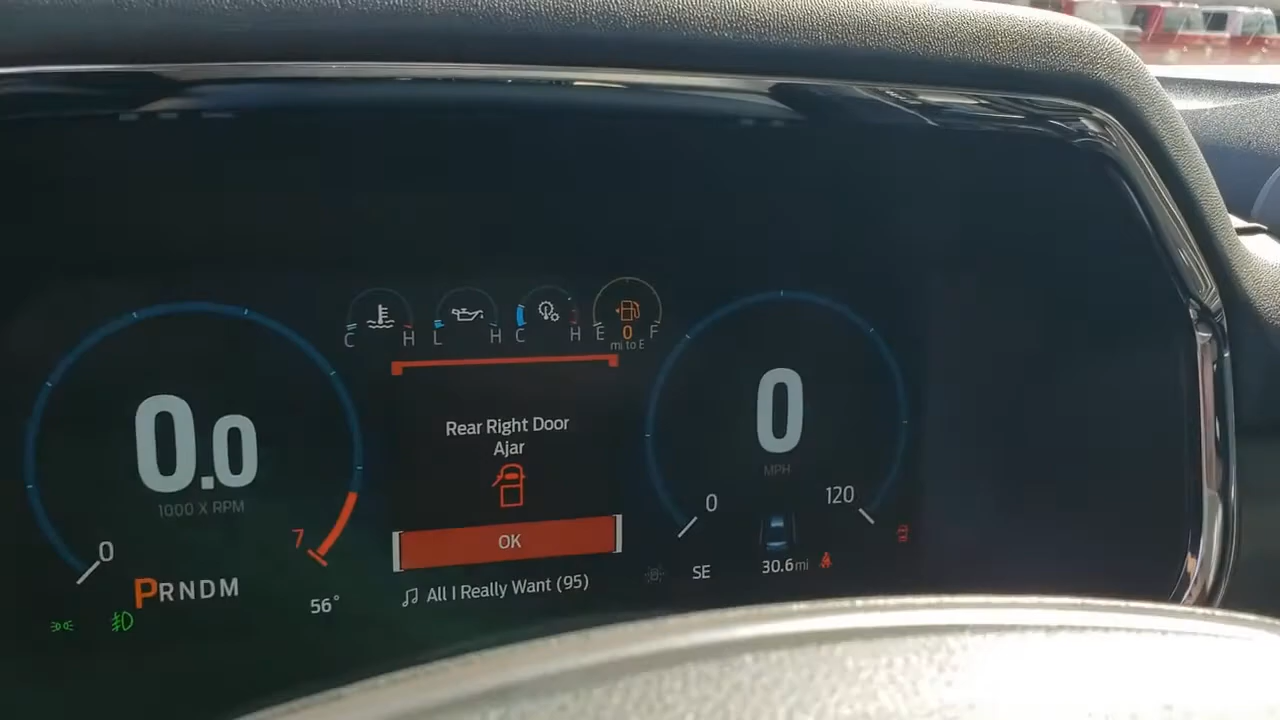 C H L H C H E 0 F
mi to E
Rear Right Door
Ajar
OK
All I Really Want (95)
0.0
1000 X RPM
0
7
PRNDM
56°
0
MPH
0
120
SE
30.6mi